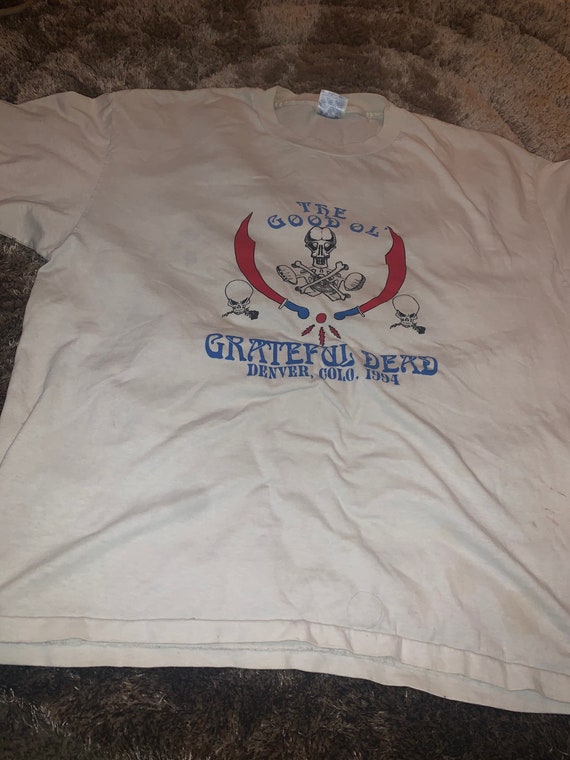 THE
GOOD OL'
GRATEFUL DEAD
DENVER, COLO. 1994